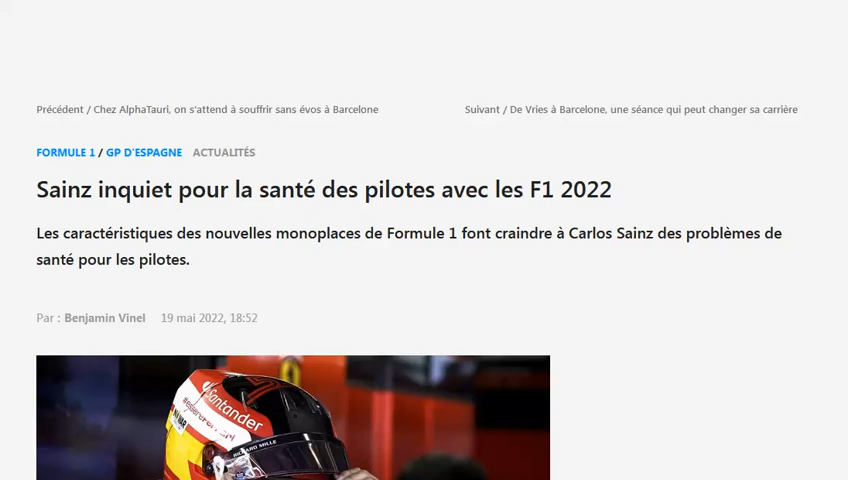 Précédent / Chez AlphaTauri, on s'attend à souffrir sans évos à Barcelone
Suivant / De Vries à Barcelone, une séance qui peut changer sa carrière
FORMULE 1 / GP D'ESPAGNE ACTUALITÉS
Sainz inquiet pour la santé des pilotes avec les F1 2022
Les caractéristiques des nouvelles monoplaces de Formule 1 font craindre à Carlos Sainz des problèmes de
santé pour les pilotes.
Par : Benjamin Vinel 19 mai 2022, 18:52
Santander
RICHARD MILLE